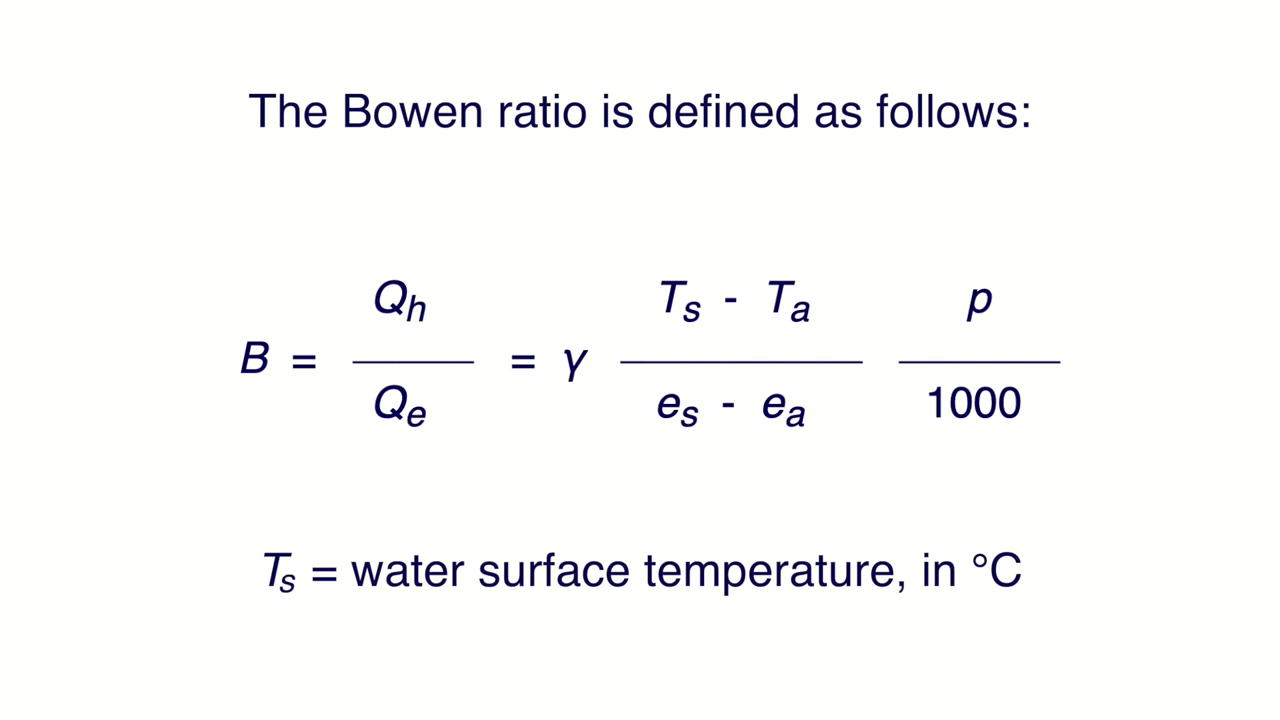 The Bowen ratio is defined as follows:
B = Qh / Qe = γ (Ts - Ta) / (es - ea) p / 1000
Ts = water surface temperature, in °C